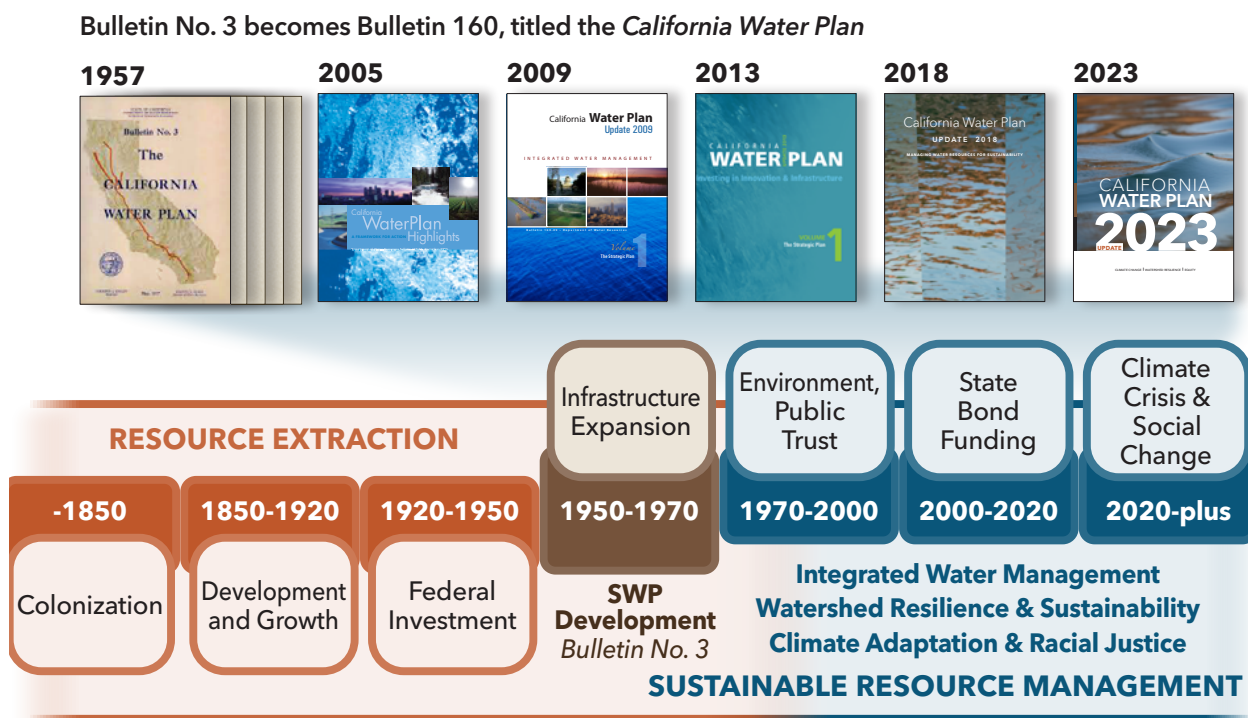 Bulletin No. 3 becomes Bulletin 160, titled the California Water Plan
1957
2005
2009
2013
2018
2023
Bulletin No. 3
The
CALIFORNIA
WATER PLAN
California
WaterPlan
Highlights
California Water Plan
Update 2009
INTEGRATED WATER MANAGEMENT
Volume 1
The Strategic Plan
CALIFORNIA
WATER PLAN
Investing in Innovation & Infrastructure
VOLUME 1
The Strategic Plan
California Water Plan
UPDATE 2018
MANAGING WATER RESOURCES FOR SUSTAINABILITY
CALIFORNIA
WATER PLAN
UPDATE 2023
Infrastructure
Expansion
Environment,
Public
Trust
State
Bond
Funding
Climate
Crisis &
Social
Change
RESOURCE EXTRACTION
-1850
1850-1920
1920-1950
1950-1970
1970-2000
2000-2020
2020-plus
Colonization
Development
and Growth
Federal
Investment
SWP
Development
Bulletin No. 3
Integrated Water Management
Watershed Resilience & Sustainability
Climate Adaptation & Racial Justice
SUSTAINABLE RESOURCE MANAGEMENT